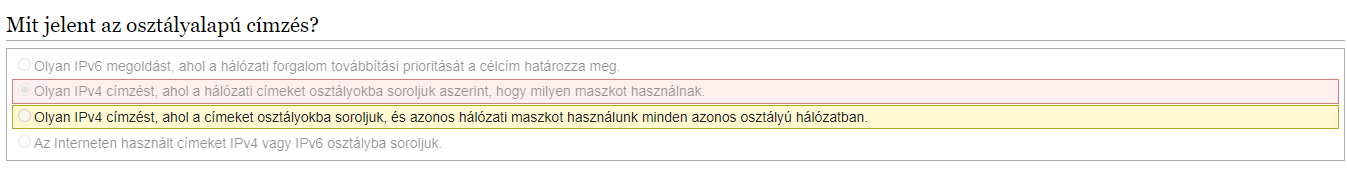 Mit jelent az osztályalapú címzés?
Olyan IPv6 megoldást, ahol a hálózati forgalom továbbítási prioritását a célcím határozza meg.
Olyan IPv4 címzést, ahol a hálózati címeket osztályokba soroljuk aszerint, hogy milyen maszkot használnak.
Olyan IPv4 címzést, ahol a címeket osztályokba soroljuk, és azonos hálózati maszkot használunk minden azonos osztályú hálózatban.
Az Interneten használt címeket IPv4 vagy IPv6 osztályba soroljuk.